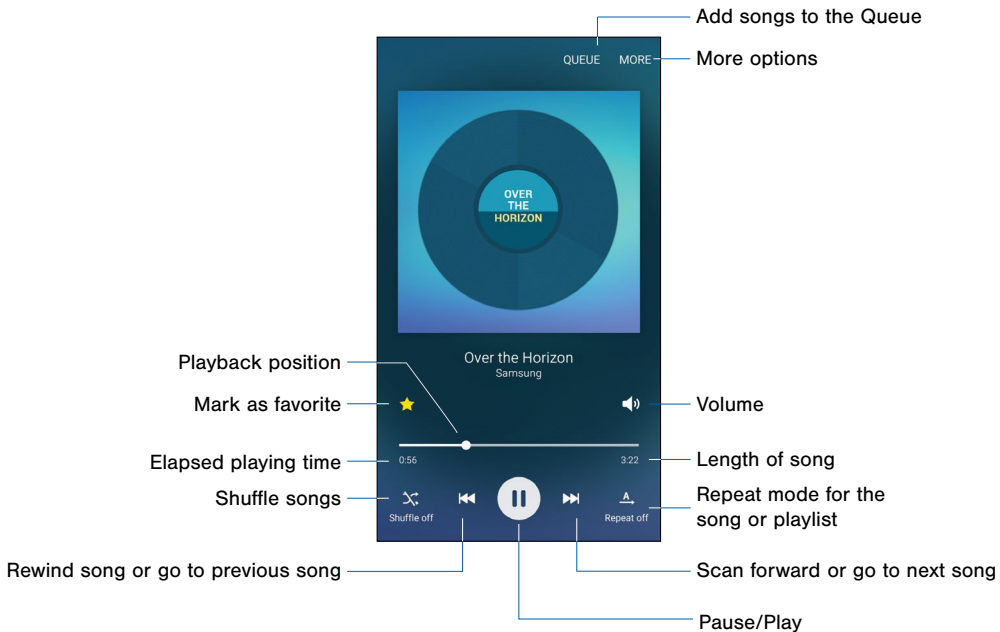 Add songs to the Queue
QUEUE MORE
More options
OVER
THE
HORIZON
Over the Horizon
Samsung
Playback position
Mark as favorite
Volume
0:56
3:22
Elapsed playing time
Length of song
Shuffle songs
Shuffle off
A
Repeat off
Repeat mode for the
song or playlist
Rewind song or go to previous song
Scan forward or go to next song
Pause/Play